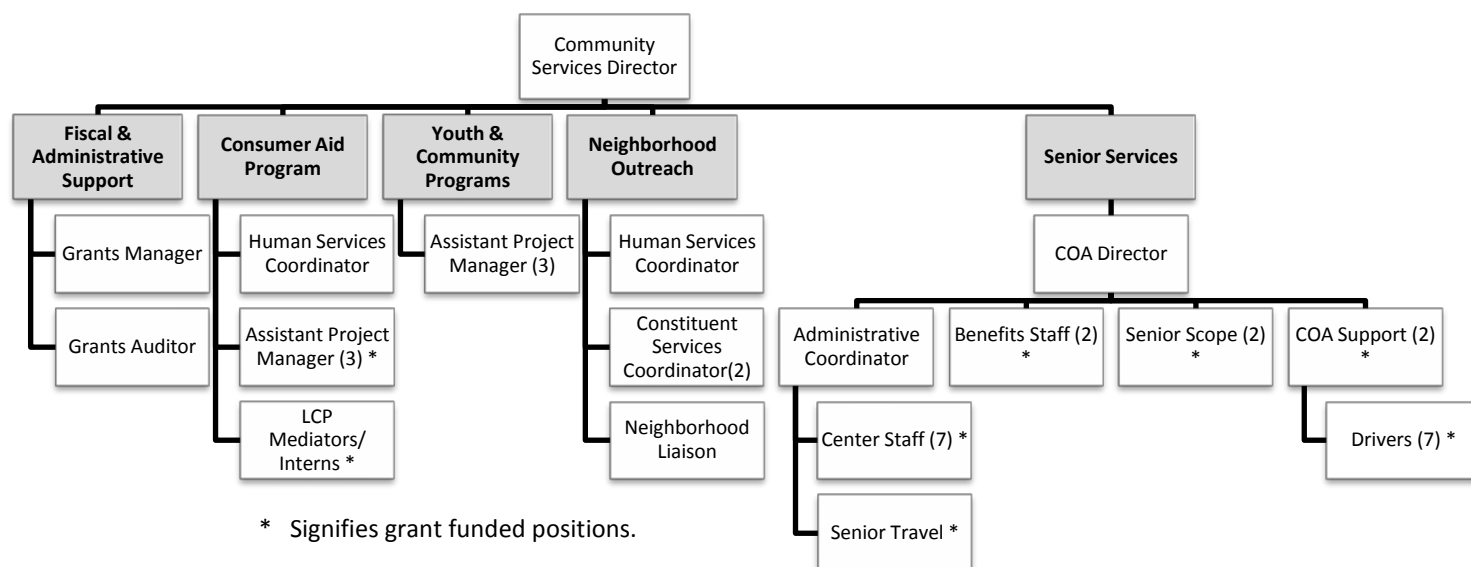 Community
Services Director
Fiscal &
Administrative
Support
Consumer Aid
Program
Youth &
Community
Programs
Neighborhood
Outreach
Senior Services
Grants Manager
Human Services
Coordinator
Assistant Project
Manager (3)
Human Services
Coordinator
COA Director
Grants Auditor
Assistant Project
Manager (3) *
Constituent
Services
Coordinator(2)
Administrative
Coordinator
Benefits Staff (2)
*
Senior Scope (2)
*
COA Support (2)
*
LCP
Mediators/
Interns *
Neighborhood
Liaison
Center Staff (7) *
Drivers (7) *
Senior Travel *
* Signifies grant funded positions.